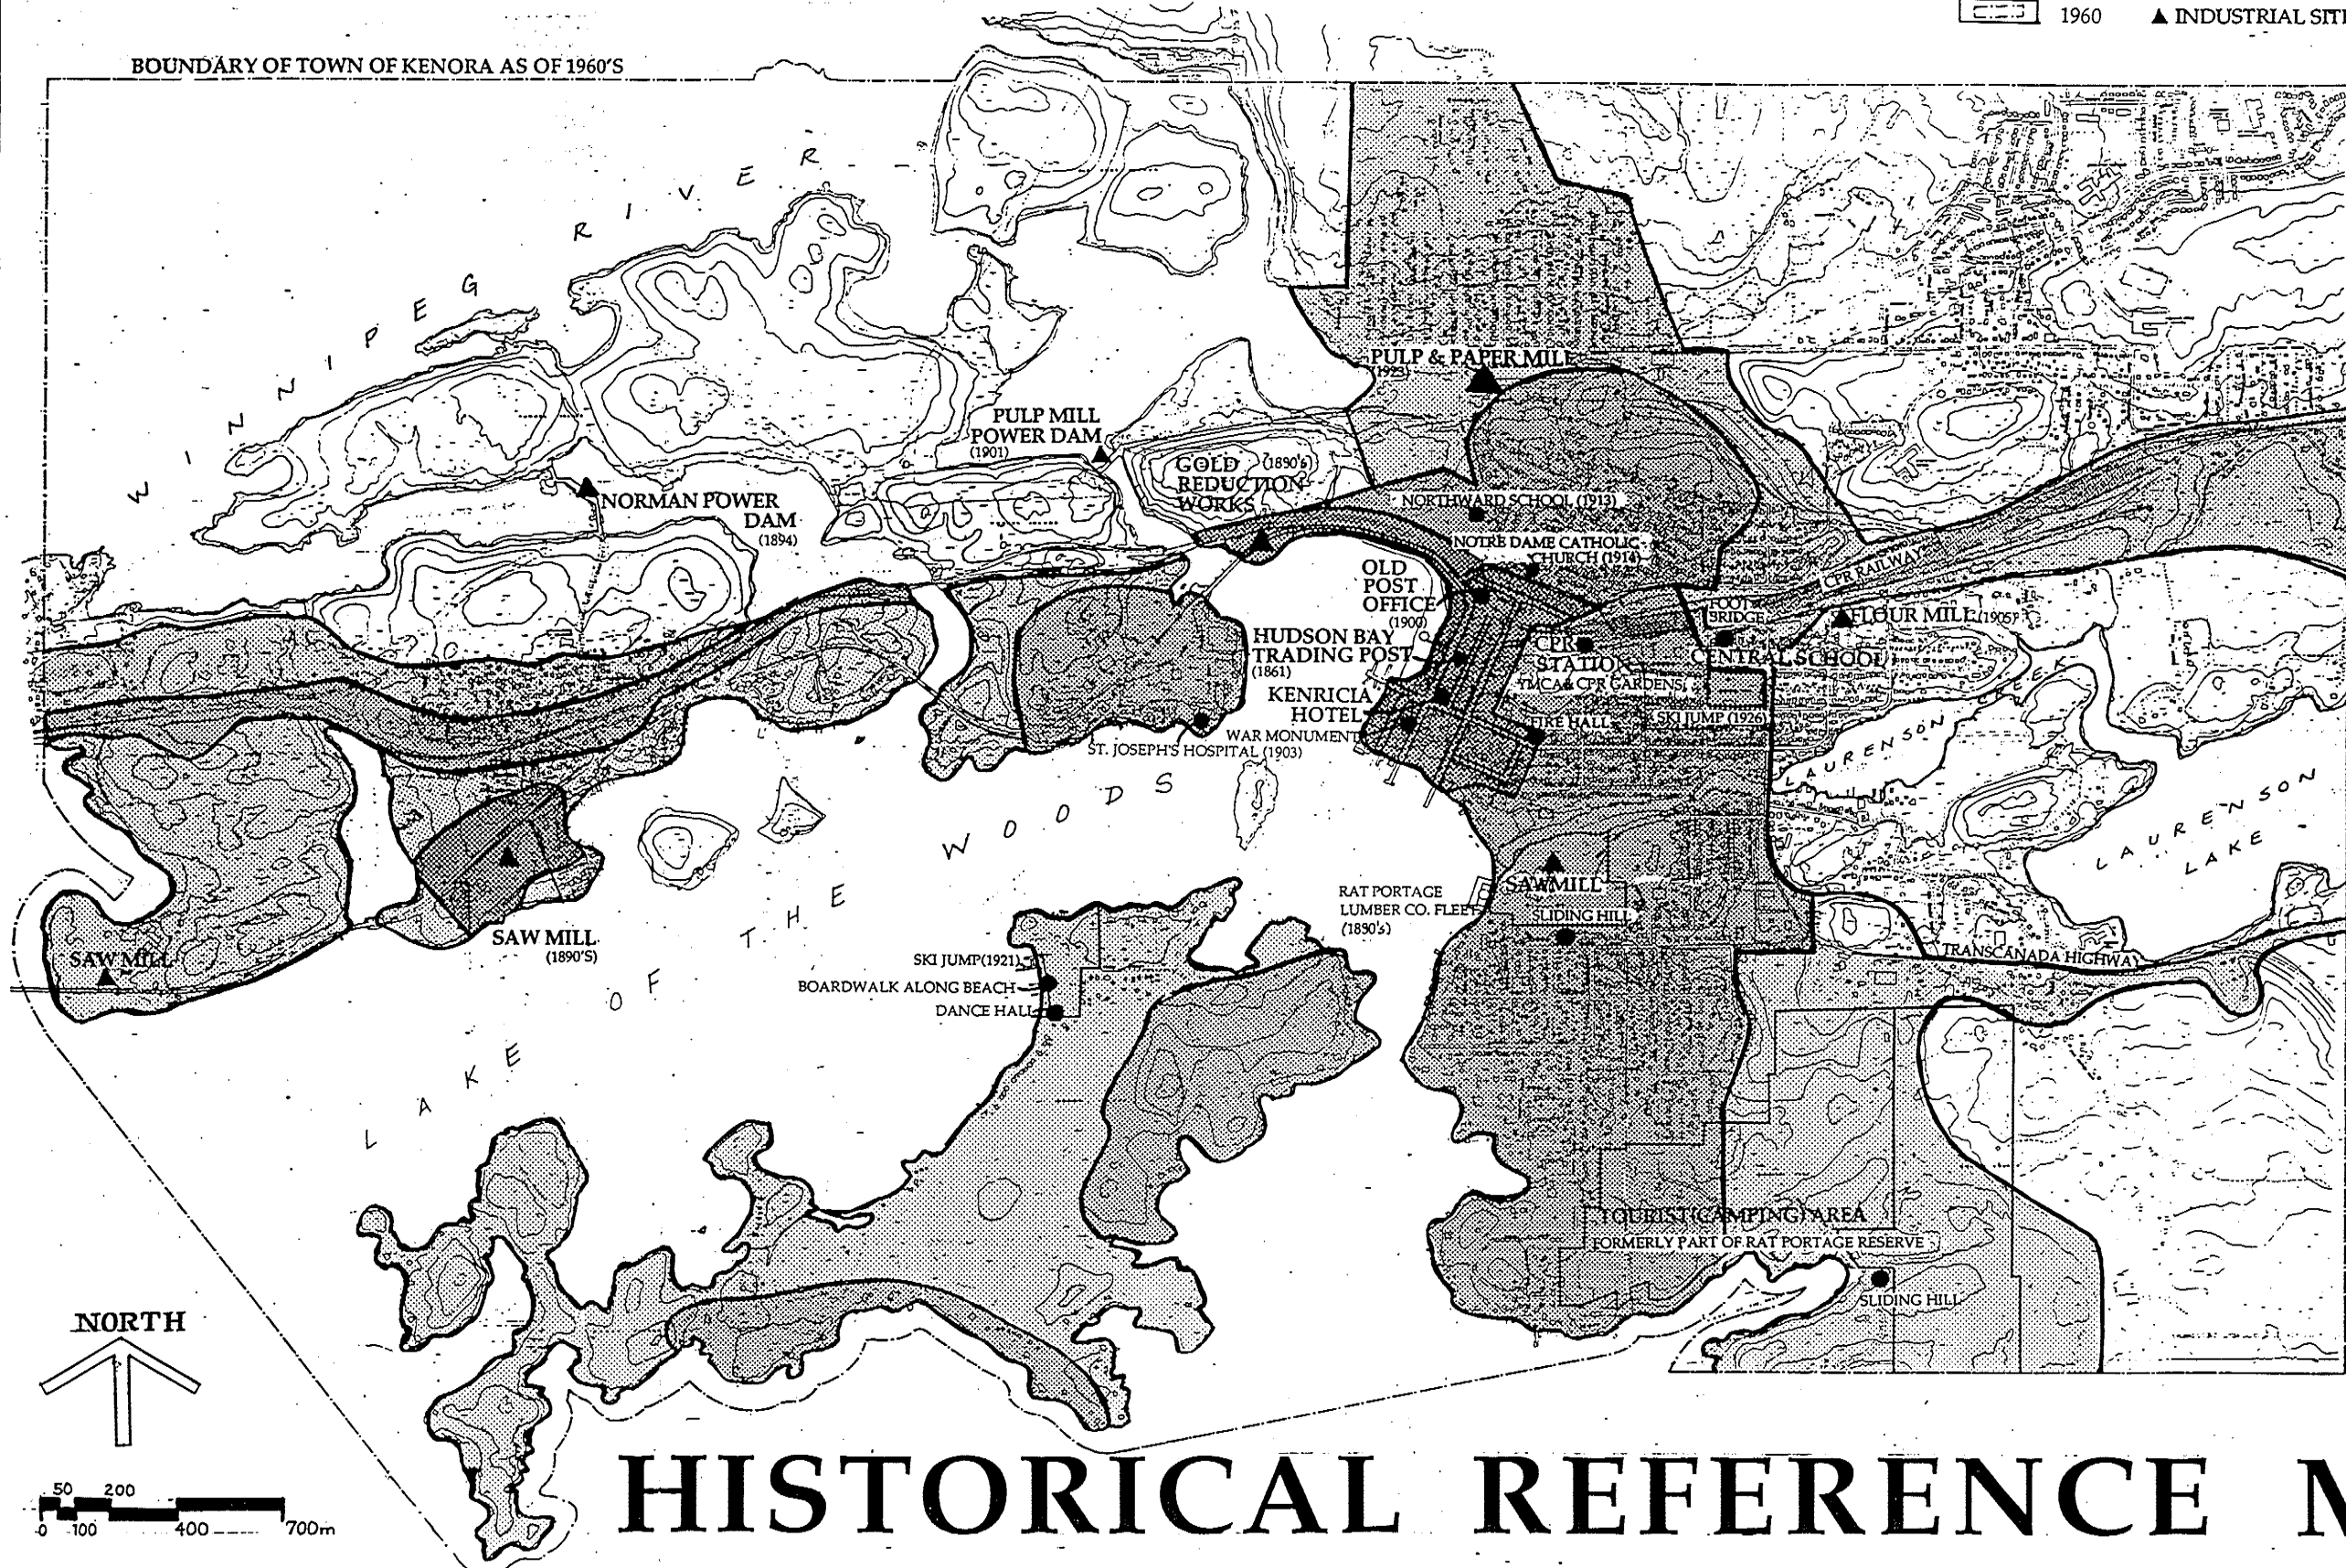 1960 ▲ INDUSTRIAL SIT
BOUNDARY OF TOWN OF KENORA AS OF 1960'S
WINNIPEG RIVER
PULP & PAPER MILL
(1923)
PULP MILL
POWER DAM
(1901)
GOLD (1890's)
REDUCTION
WORKS
NORMAN POWER
DAM
(1894)
NORTHWARD SCHOOL (1913)
NOTRE DAME CATHOLIC
CHURCH (1914)
OLD
POST
OFFICE
(1900)
CPR RAILWAY
FOOT
BRIDGE
FLOUR MILL (1905)
HUDSON BAY
TRADING POST
(1861)
CPR
STATION
CENTRAL SCHOOL
YMCA & CPR GARDENS
KENRICIA
HOTEL
WAR MONUMENT
FIRE HALL
SKI JUMP (1926)
ST. JOSEPH'S HOSPITAL (1903)
LAURENSON CREEK
LAURENSON
LAKE
LAKE OF THE WOODS
SAWMILL
RAT PORTAGE
LUMBER CO. FLEET
(1890's)
SLIDING HILL
SAW MILL
(1890'S)
SAW MILL
TRANSCANADA HIGHWAY
SKI JUMP(1921)
BOARDWALK ALONG BEACH
DANCE HALL
TOURIST(CAMPING) AREA
FORMERLY PART OF RAT PORTAGE RESERVE
SLIDING HILL
NORTH
50 200
0 100 400 700m
HISTORICAL REFERENCE M